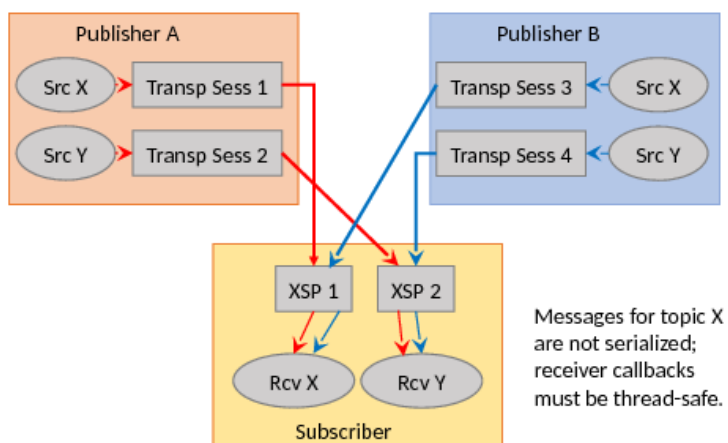 Publisher A
Publisher B
Src X
Transp Sess 1
Transp Sess 3
Src X
Src Y
Transp Sess 2
Transp Sess 4
Src Y
XSP 1
XSP 2
Rcv X
Rcv Y
Subscriber
Messages for topic X
are not serialized;
receiver callbacks
must be thread-safe.